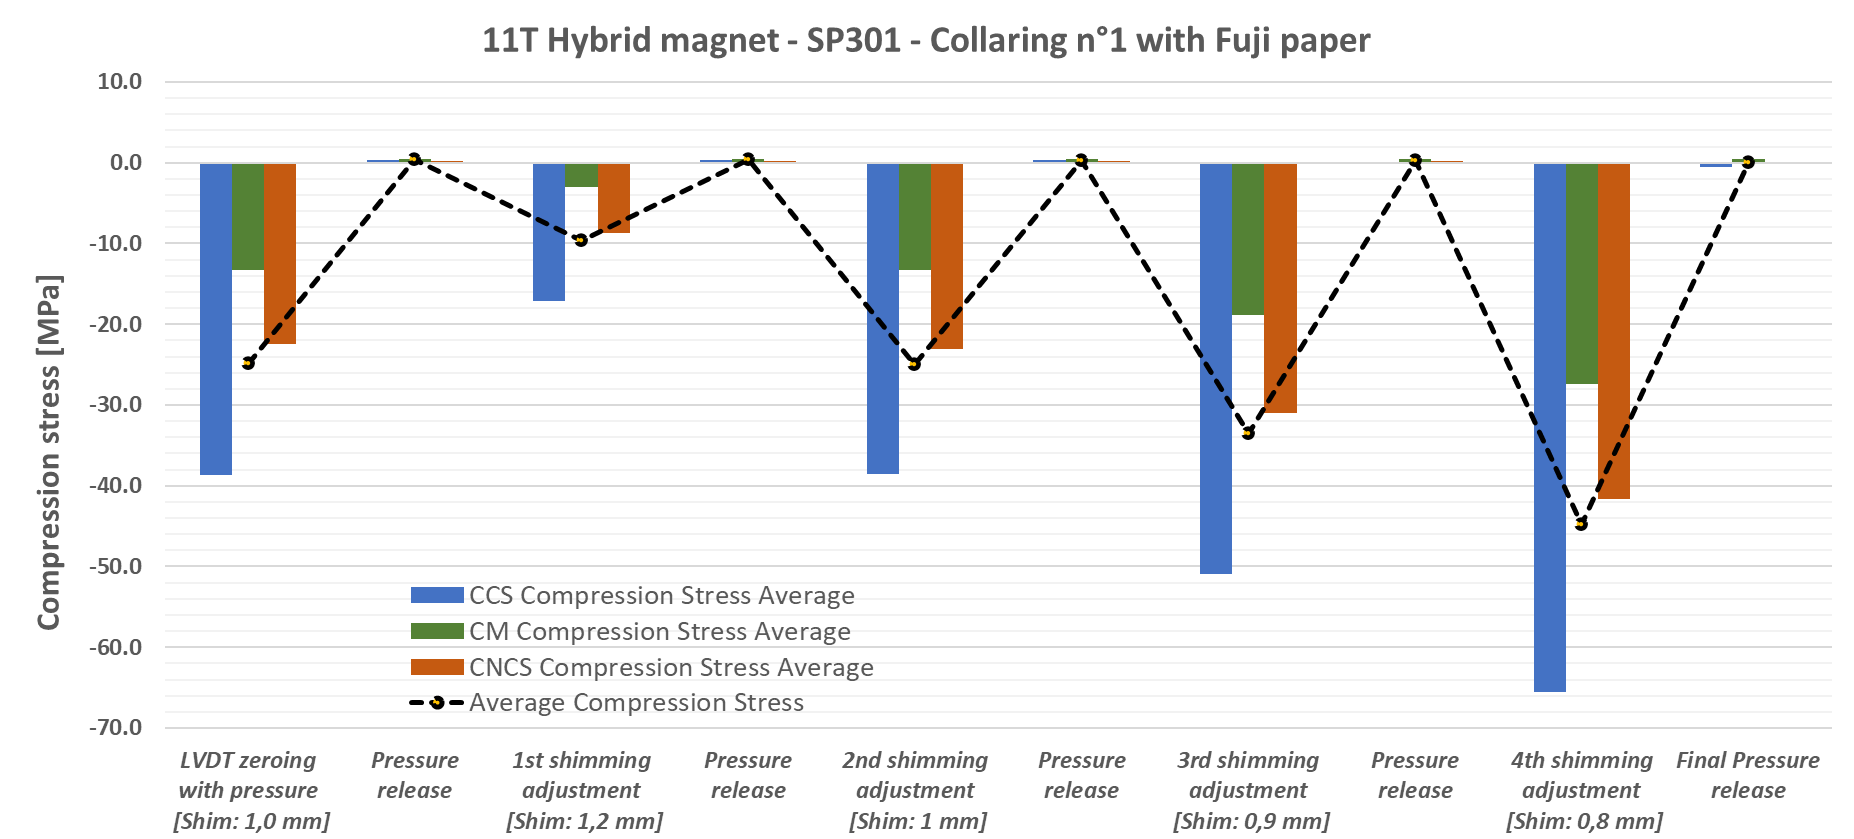 11T Hybrid magnet - SP301 - Collaring n°1 with Fuji paper
10.0
0.0
-10.0
-20.0
-30.0
-40.0
-50.0
-60.0
-70.0
Compression stress [MPa]
CCS Compression Stress Average
CM Compression Stress Average
CNCS Compression Stress Average
Average Compression Stress
LVDT zeroing
with pressure
[Shim: 1,0 mm]
Pressure
release
1st shimming
adjustment
[Shim: 1,2 mm]
Pressure
release
2nd shimming
adjustment
[Shim: 1 mm]
Pressure
release
3rd shimming
adjustment
[Shim: 0,9 mm]
Pressure
release
4th shimming
adjustment
[Shim: 0,8 mm]
Final Pressure
release